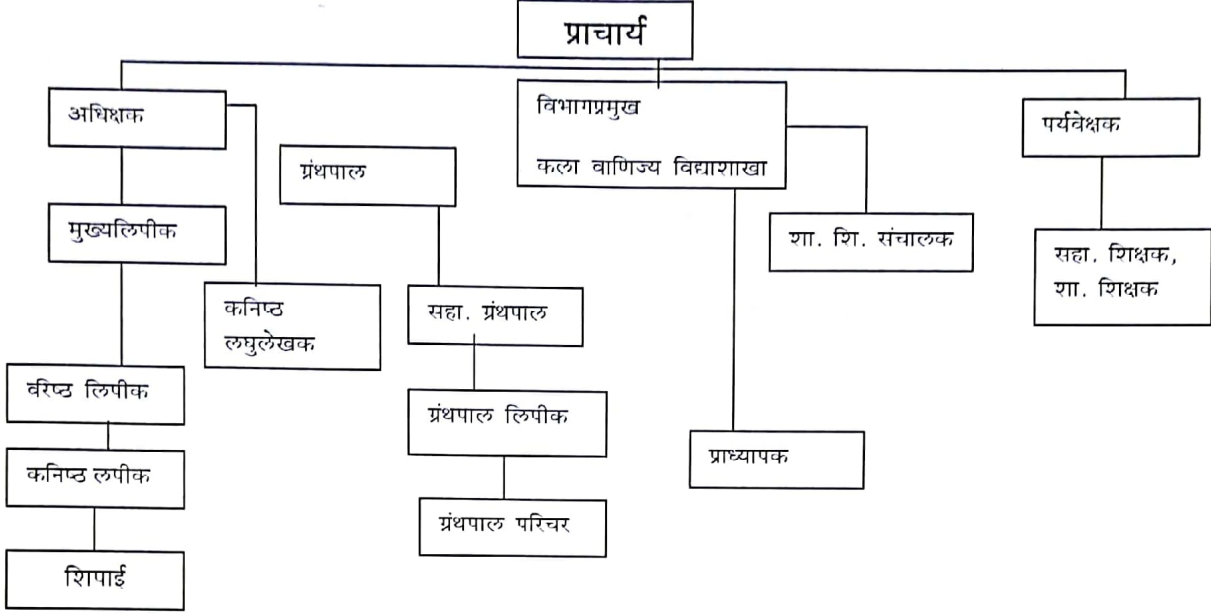 प्राचार्य
अधिक्षक
विभागप्रमुख
कला वाणिज्य विद्याशाखा
पर्यवेक्षक
ग्रंथपाल
मुख्यलिपीक
शा. शि. संचालक
सहा. शिक्षक,
शा. शिक्षक
कनिष्ठ
लघुलेखक
सहा. ग्रंथपाल
वरिष्ठ लिपीक
ग्रंथपाल लिपीक
प्राध्यापक
कनिष्ठ लपीक
ग्रंथपाल परिचर
शिपाई